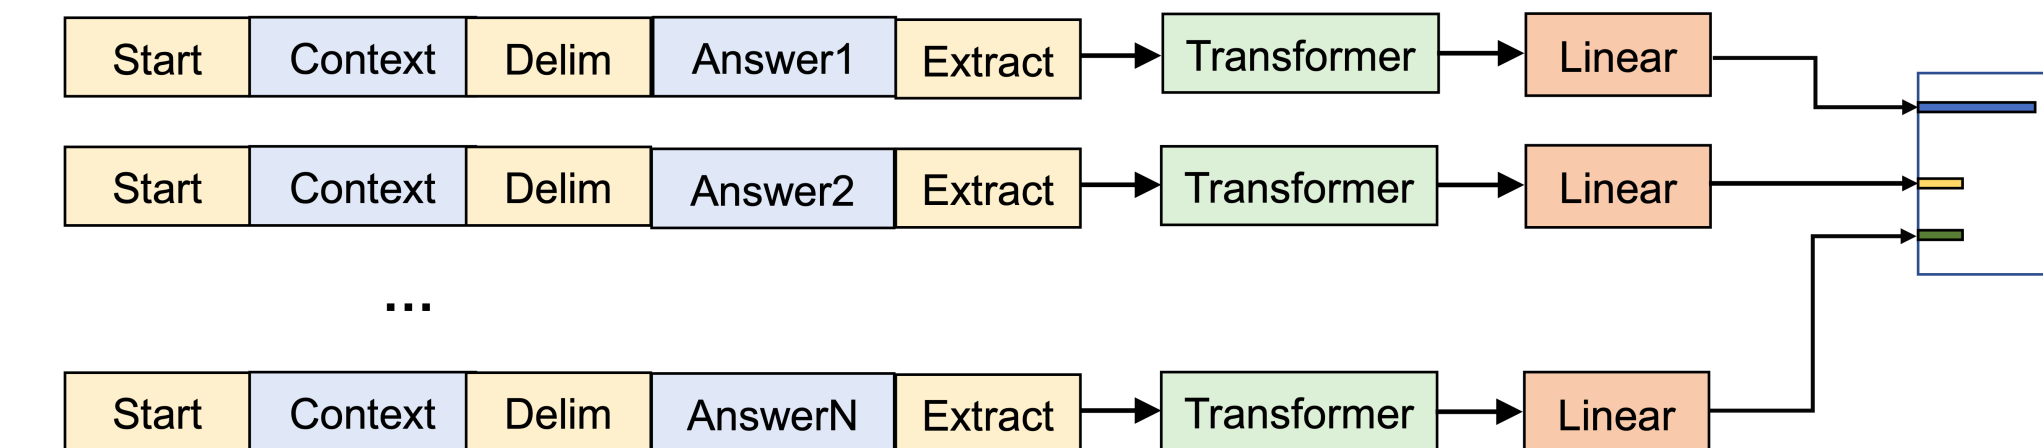 Start Context Delim Answer1 Extract Transformer Linear
Start Context Delim Answer2 Extract Transformer Linear
...
Start Context Delim AnswerN Extract Transformer Linear